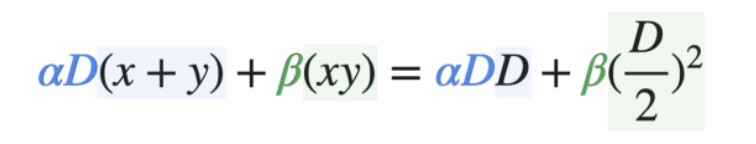 αD(x + y) + β(xy) = αDD + β(D/2)²